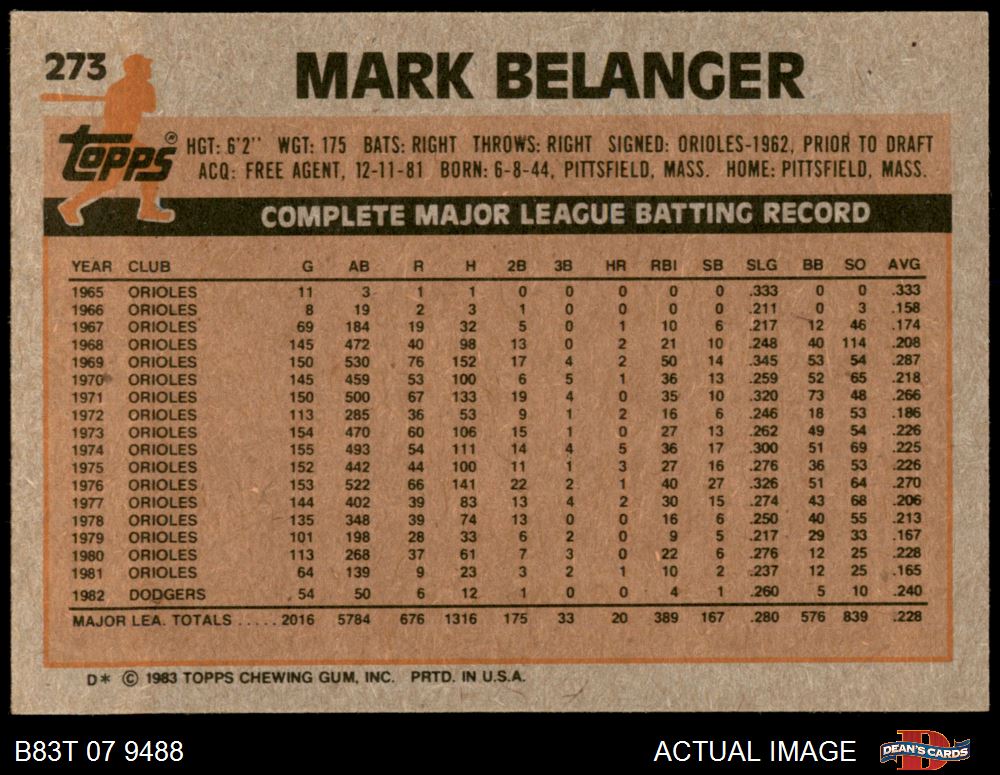 273
MARK BELANGER
Topps®
HGT: 6'2" WGT: 175 BATS: RIGHT THROWS: RIGHT SIGNED: ORIOLES-1962, PRIOR TO DRAFT
ACQ: FREE AGENT, 12-11-81 BORN: 6-8-44, PITTSFIELD, MASS. HOME: PITTSFIELD, MASS.
COMPLETE MAJOR LEAGUE BATTING RECORD
YEAR CLUB G AB R H 2B 3B HR RBI SB SLG BB SO AVG
1965 ORIOLES 11 3 1 1 0 0 0 0 0 .333 0 0 .333
1966 ORIOLES 8 19 2 3 1 0 0 0 0 .211 0 3 .158
1967 ORIOLES 69 184 19 32 5 0 1 10 6 .217 12 46 .174
1968 ORIOLES 145 472 40 98 13 0 2 21 10 .248 40 114 .208
1969 ORIOLES 150 530 76 152 17 4 2 50 14 .345 53 54 .287
1970 ORIOLES 145 459 53 100 6 5 1 36 13 .259 52 65 .218
1971 ORIOLES 150 500 67 133 19 4 0 35 10 .320 73 48 .266
1972 ORIOLES 113 285 36 53 9 1 2 16 6 .246 18 53 .186
1973 ORIOLES 154 470 60 106 15 1 0 27 13 .262 49 54 .226
1974 ORIOLES 155 493 54 111 14 4 5 36 17 .300 51 69 .225
1975 ORIOLES 152 442 44 100 11 1 3 27 16 .276 36 53 .226
1976 ORIOLES 153 522 66 141 22 2 1 40 27 .326 51 64 .270
1977 ORIOLES 144 402 39 83 13 4 2 30 15 .274 43 68 .206
1978 ORIOLES 135 348 39 74 13 0 0 16 6 .250 40 55 .213
1979 ORIOLES 101 198 28 33 6 2 0 9 5 .217 29 33 .167
1980 ORIOLES 113 268 37 61 7 3 0 22 6 .276 12 25 .228
1981 ORIOLES 64 139 9 23 3 2 1 10 2 .237 12 25 .165
1982 DODGERS 54 50 6 12 1 0 0 4 1 .260 5 10 .240
MAJOR LEA. TOTALS ..... 2016 5784 676 1316 175 33 20 389 167 .280 576 839 .228
D* © 1983 TOPPS CHEWING GUM, INC. PRTD. IN U.S.A.
B83T 07 9488 ACTUAL IMAGE
D
DEAN'S CARDS